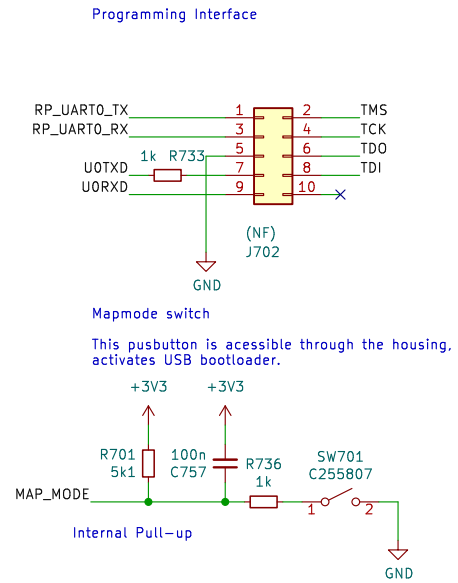 Programming Interface
RP_UART0_TX 1 2 TMS
RP_UART0_RX 3 4 TCK
5 6 TDO
1k R733
U0TXD 7 8 TDI
U0RXD 9 10
(NF)
J702
GND
Mapmode switch
This pusbutton is acessible through the housing,
activates USB bootloader.
+3V3 +3V3
R701 100n R736 SW701
5k1 C757 1k C255807
MAP_MODE 1 2
Internal Pull-up
GND